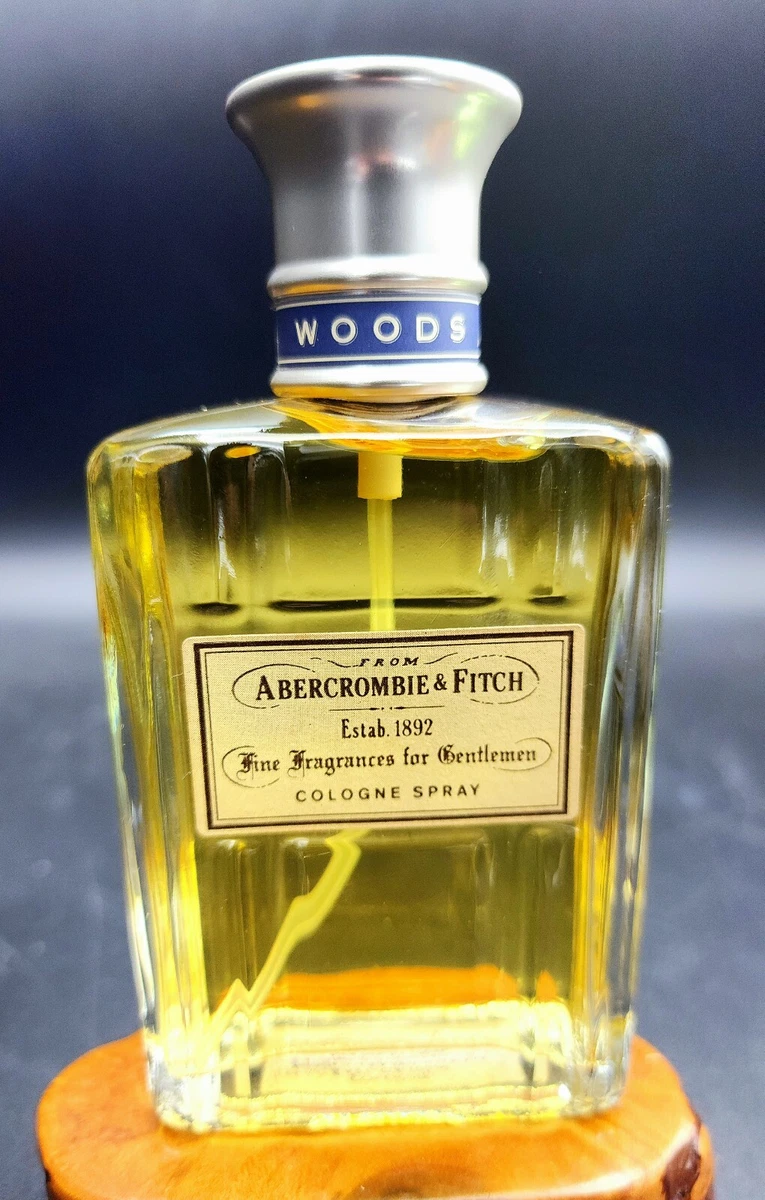 WOODS
FROM
ABERCROMBIE & FITCH
Estab. 1892
Fine Fragrances for Gentlemen
COLOGNE SPRAY